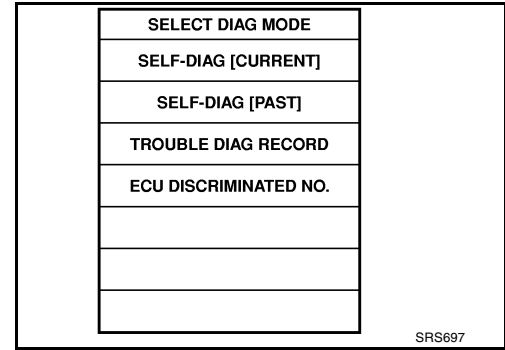 SELECT DIAG MODE
SELF-DIAG [CURRENT]
SELF-DIAG [PAST]
TROUBLE DIAG RECORD
ECU DISCRIMINATED NO.
SRS697